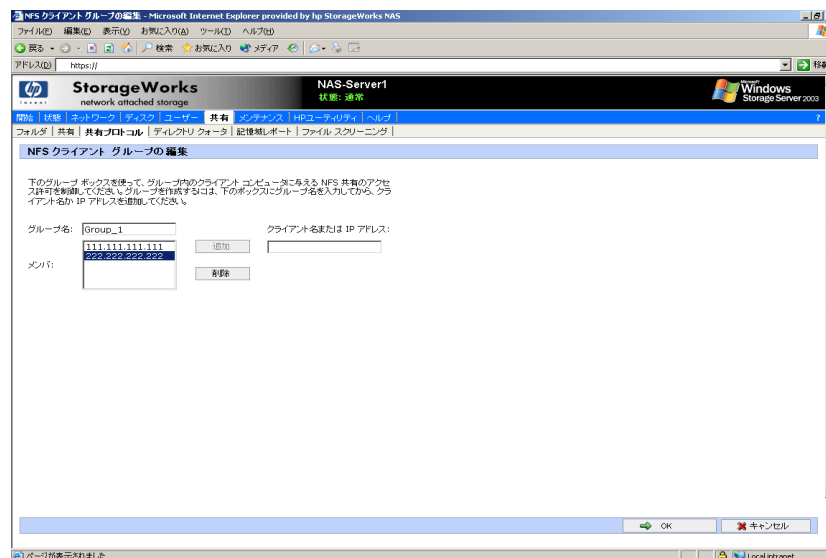 NFS クライアント グループの編集 - Microsoft Internet Explorer provided by hp StorageWorks NAS
ファイル(F) 編集(E) 表示(V) お気に入り(A) ツール(T) ヘルプ(H)
戻る 検索 お気に入り メディア
アドレス(D) https:// 移動
hp invent StorageWorks NAS-Server1 Microsoft Windows
network attached storage 状態: 通常 Storage Server 2003
開始 | 状態 | ネットワーク | ディスク | ユーザー | 共有 | メンテナンス | HPユーティリティ | ヘルプ | ?
フォルダ | 共有 | 共有プロトコル | ディレクトリ クォータ | 記憶域レポート | ファイル スクリーニング |
NFS クライアント グループの編集
下のグループ ボックスを使って、グループ内のクライアント コンピュータに与える NFS 共有のアクセ
ス許可を制御してください。グループを作成するには、下のボックスにグループ名を入力してから、クラ
イアント名か IP アドレスを追加してください。
グループ名: Group_1 クライアント名または IP アドレス:
111.111.111.111 追加
222.222.222.222
メンバ:
削除
OK キャンセル
ページが表示されました Local intranet